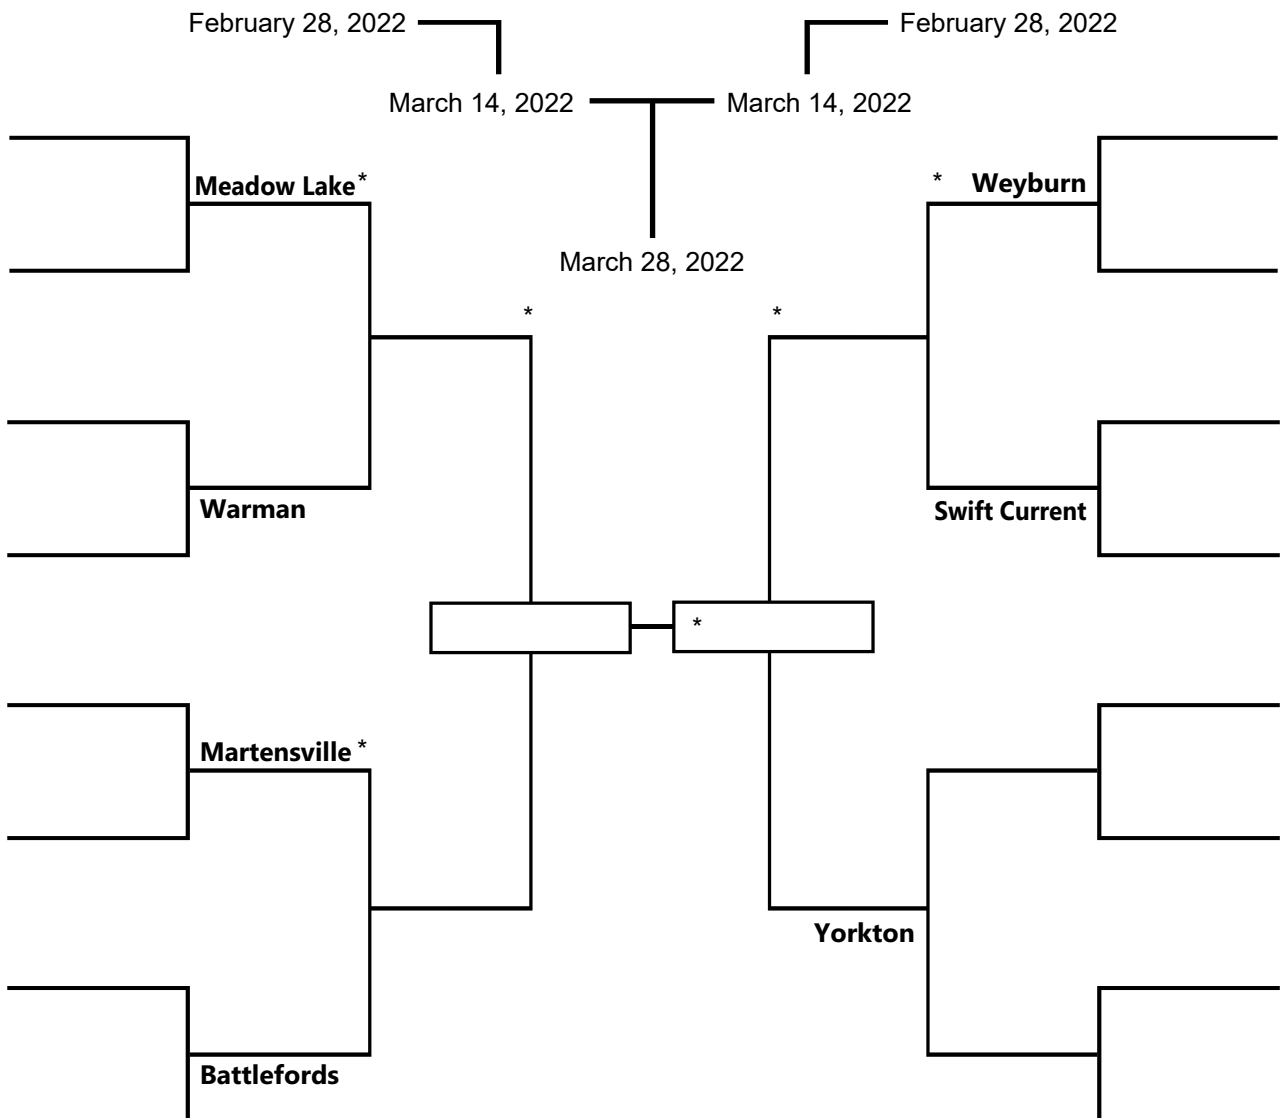 February 28, 2022 February 28, 2022
March 14, 2022 March 14, 2022
Meadow Lake * * Weyburn
March 28, 2022
* *
Warman Swift Current
*
Martensville *
Yorkton
Battlefords